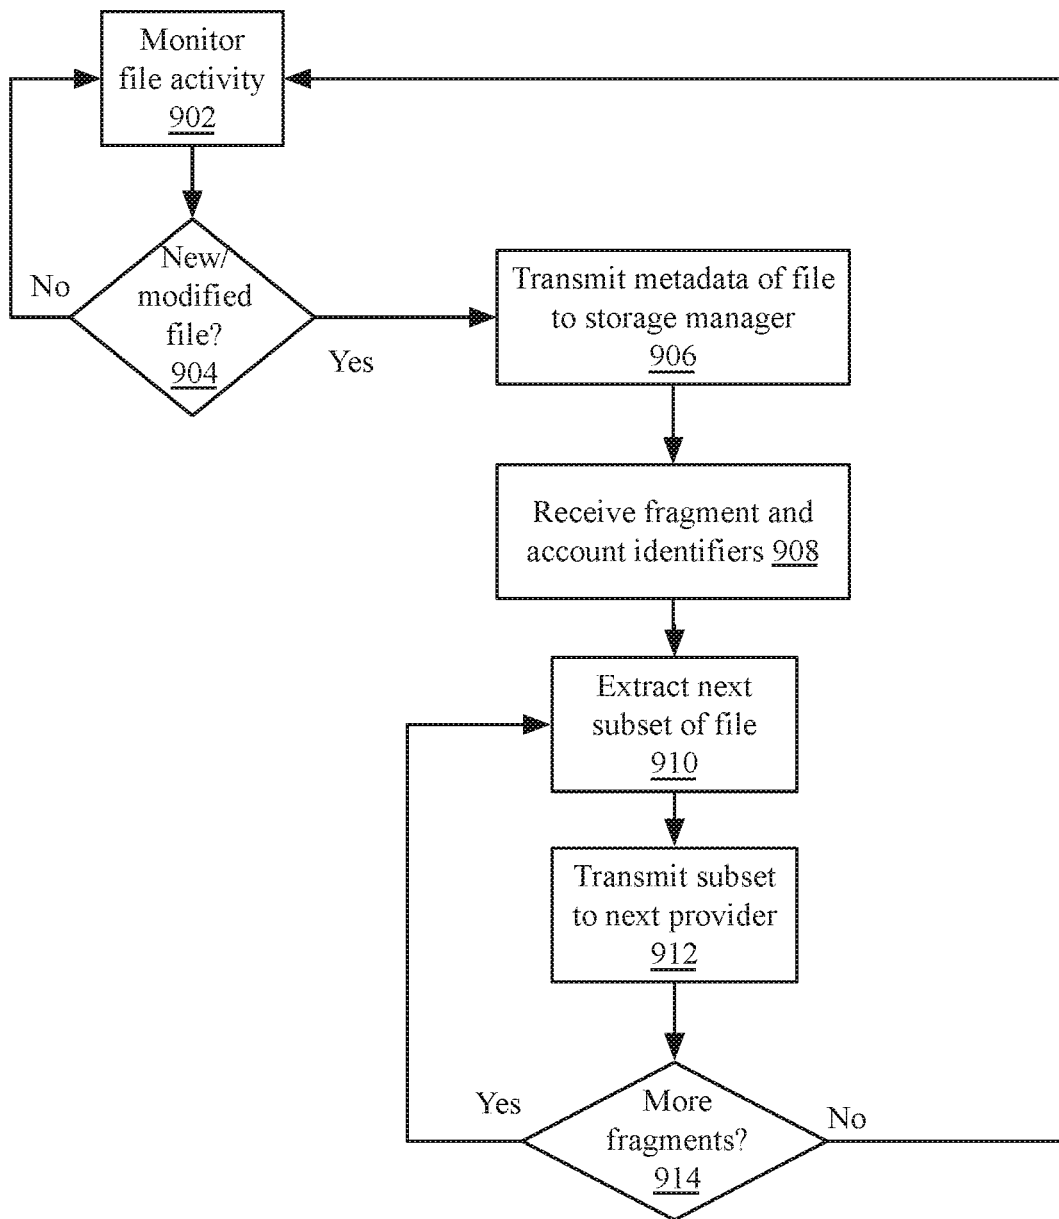 Monitor
file activity
902
New/
modified
file?
904
No
Yes
Transmit metadata of file
to storage manager
906
Receive fragment and
account identifiers 908
Extract next
subset of file
910
Transmit subset
to next provider
912
More
fragments?
914
Yes
No